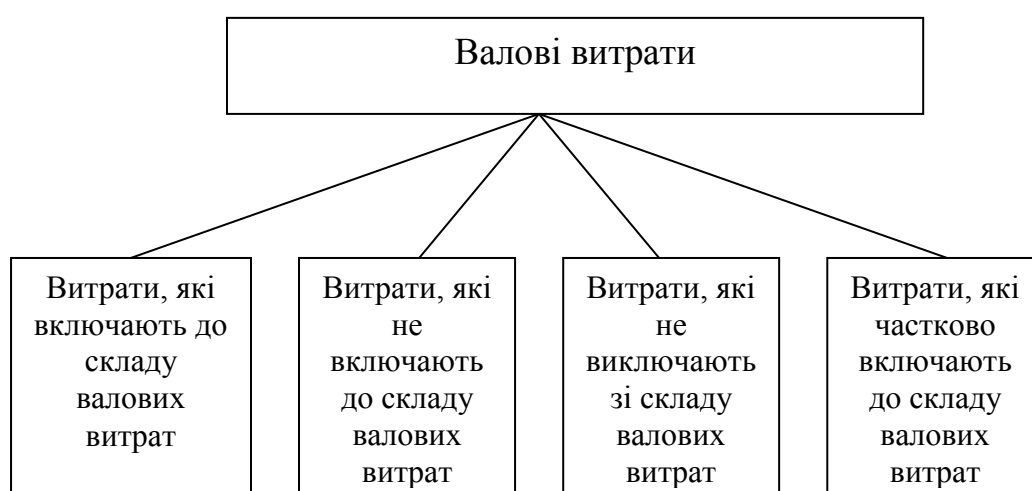 Валові витрати
Витрати, які
включають до
складу
валових
витрат
Витрати, які
не
включають
до складу
валових
витрат
Витрати, які
не
виключають
зі складу
валових
витрат
Витрати, які
частково
включають
до складу
валових
витрат